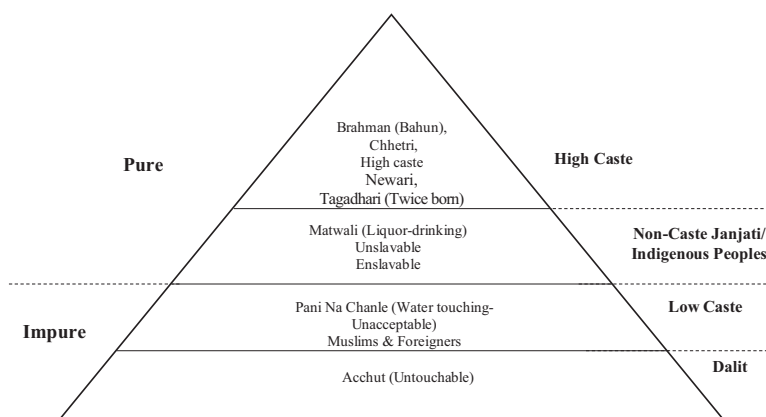 Pure
Brahman (Bahun),
Chhetri,
High caste
Newari,
Tagadhari (Twice born)
High Caste
Matwali (Liquor-drinking)
Unslavable
Enslavable
Non-Caste Janjati/
Indigenous Peoples
Impure
Pani Na Chanle (Water touching-
Unacceptable)
Muslims & Foreigners
Low Caste
Acchut (Untouchable)
Dalit